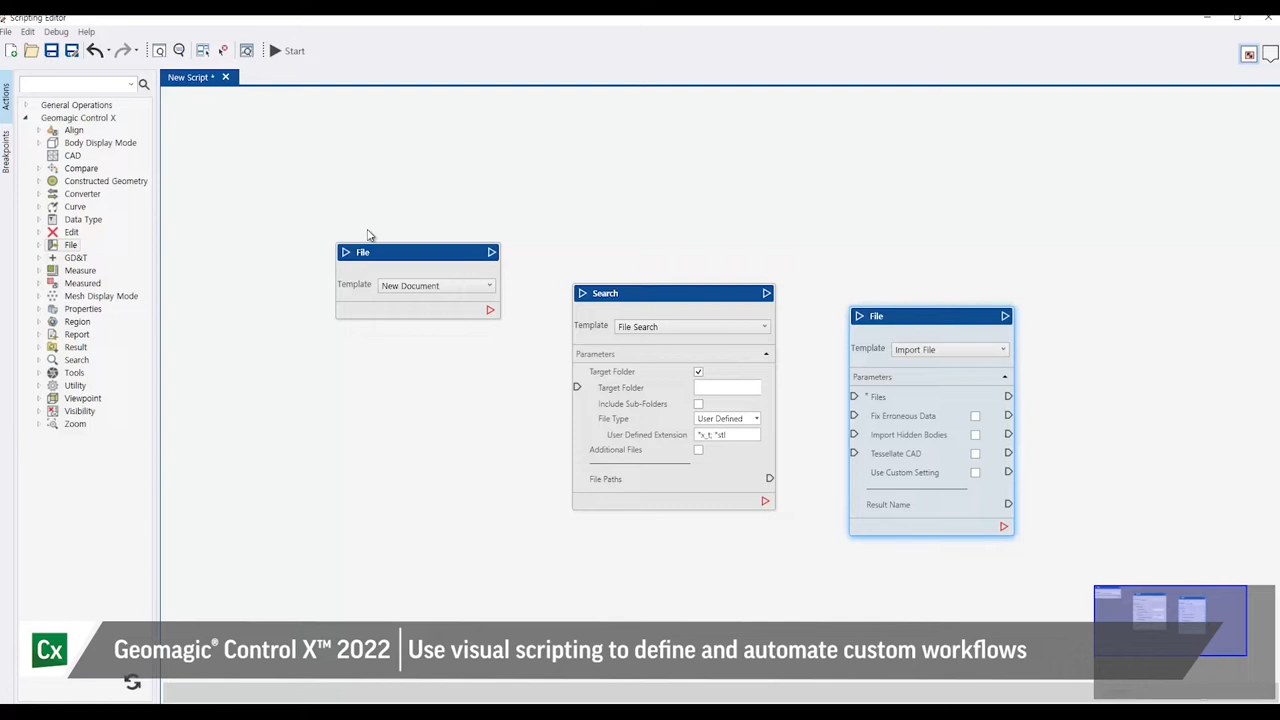 Scripting Editor
File Edit Debug Help
Start
Actions
Breakpoints
New Script *
General Operations
Geomagic Control X
Align
Body Display Mode
CAD
Compare
Constructed Geometry
Converter
Curve
Data Type
Edit
File
GD&T
Measure
Measured
Mesh Display Mode
Properties
Region
Report
Result
Search
Tools
Utility
Viewpoint
Visibility
Zoom
File
Template New Document
Search
Template File Search
Parameters
Target Folder
Target Folder
Include Sub-Folders
File Type User Defined
User Defined Extension *x_t; *stl
Additional Files
File Paths
File
Template Import File
Parameters
* Files
Fix Erroneous Data
Import Hidden Bodies
Tessellate CAD
Use Custom Setting
Result Name
Cx
Geomagic® Control X™ 2022 | Use visual scripting to define and automate custom workflows